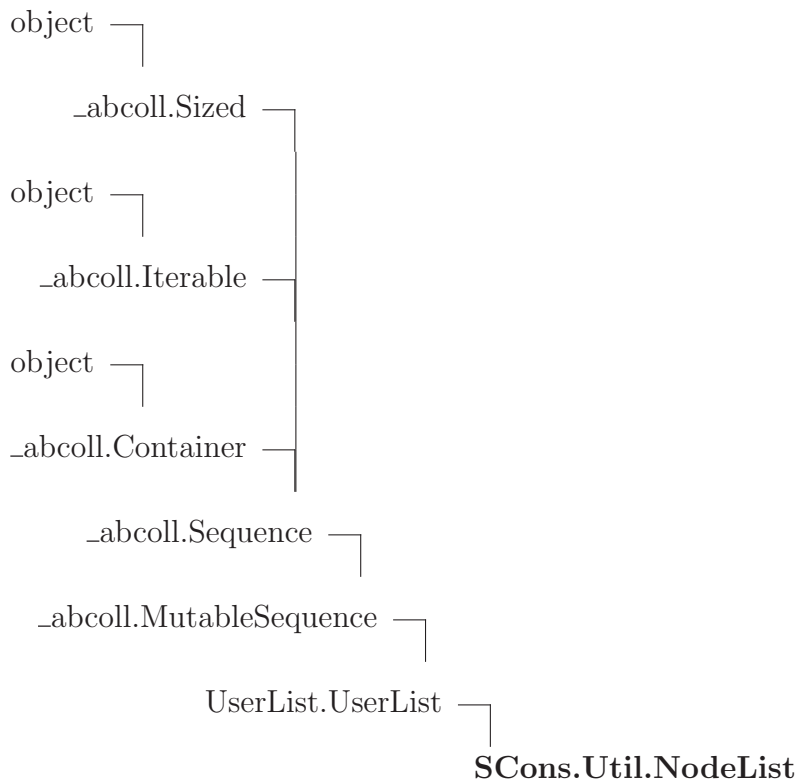 object
_abcoll.Sized
object
_abcoll.Iterable
object
_abcoll.Container
_abcoll.Sequence
_abcoll.MutableSequence
UserList.UserList
SCons.Util.NodeList